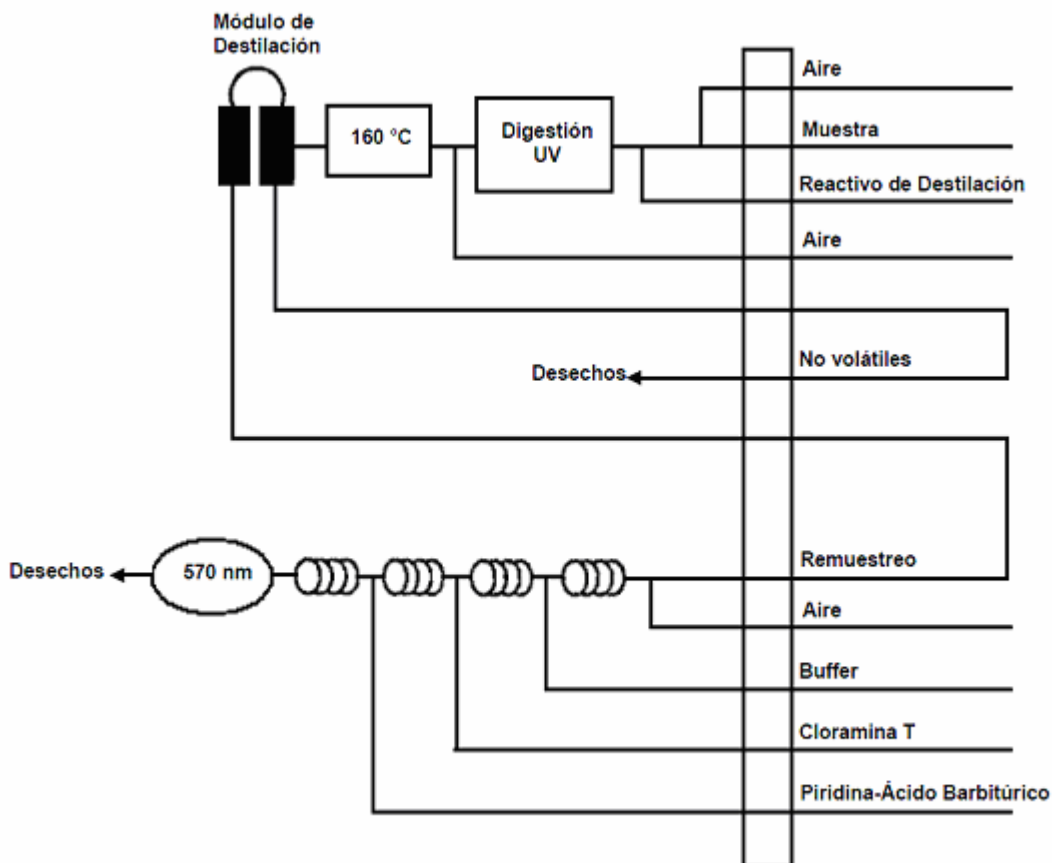 Módulo de
Destilación
Aire
160 °C
Digestión
UV
Muestra
Reactivo de Destilación
Aire
No volátiles
Desechos
Desechos
570 nm
Remuestreo
Aire
Buffer
Cloramina T
Piridina-Ácido Barbitúrico